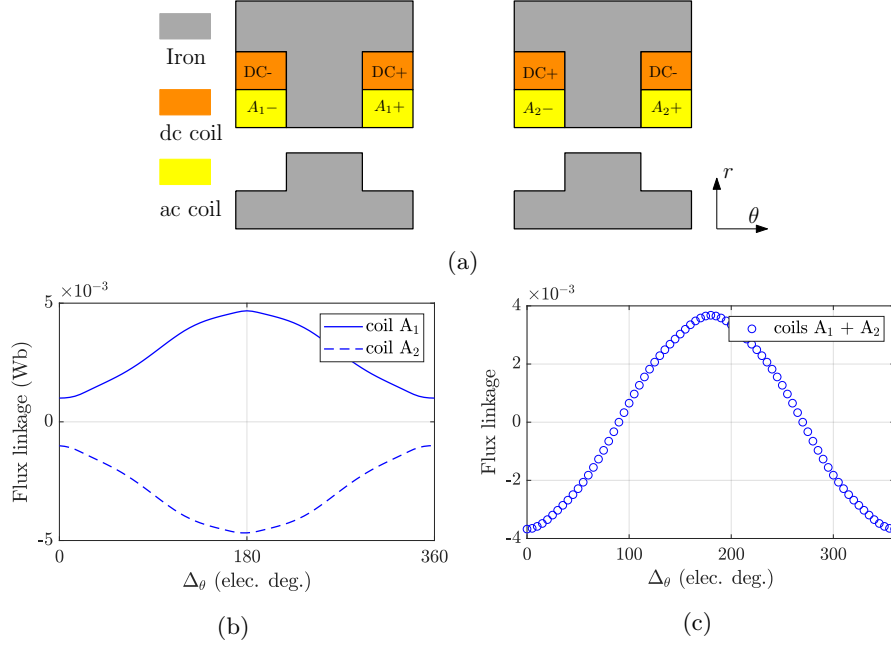 Iron
dc coil
ac coil
DC- DC+
A₁− A₁+
DC+ DC-
A₂− A₂+
r
θ
(a)
×10⁻³
5
0
-5
0 180 360
Flux linkage (Wb)
Δθ (elec. deg.)
coil A₁
coil A₂
(b)
×10⁻³
4
2
0
-2
-4
0 100 200 300
Flux linkage
Δθ (elec. deg.)
coils A₁ + A₂
(c)